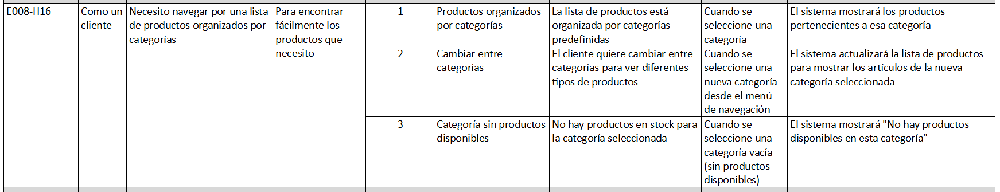 E008-H16
Como un
cliente
Necesito navegar por una lista
de productos organizados por
categorías
Para encontrar
fácilmente los
productos que
necesito
1
Productos organizados
por categorías
La lista de productos está
organizada por categorías
predefinidas
Cuando se
seleccione una
categoría
El sistema mostrará los productos
pertenecientes a esa categoría
2
Cambiar entre
categorías
El cliente quiere cambiar entre
categorías para ver diferentes
tipos de productos
Cuando se
seleccione una
nueva categoría
desde el menú
de navegación
El sistema actualizará la lista de productos
para mostrar los artículos de la nueva
categoría seleccionada
3
Categoría sin productos
disponibles
No hay productos en stock para
la categoría seleccionada
Cuando se
seleccione una
categoría vacía
(sin productos
disponibles)
El sistema mostrará "No hay productos
disponibles en esta categoría"